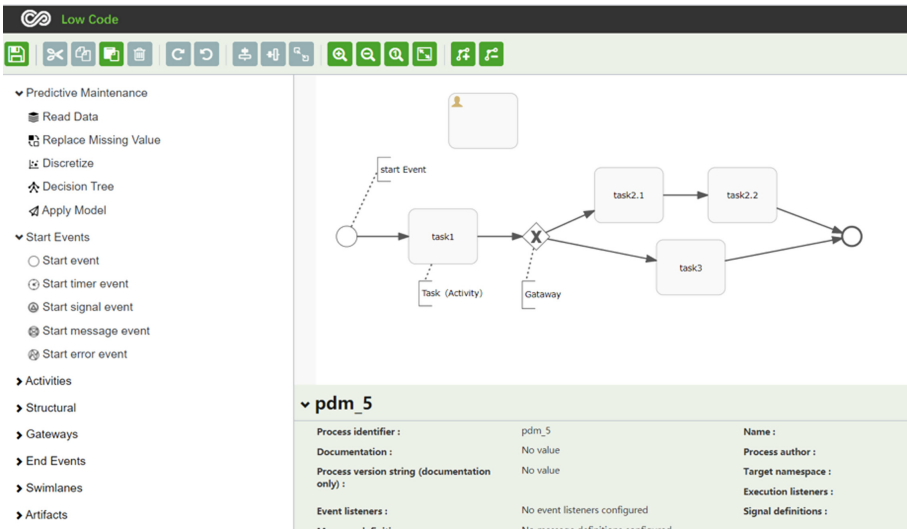 Low Code
Predictive Maintenance
Read Data
Replace Missing Value
Discretize
Decision Tree
Apply Model
Start Events
Start event
Start timer event
Start signal event
Start message event
Start error event
Activities
Structural
Gateways
End Events
Swimlanes
Artifacts
start Event
task1
X
task2.1
task2.2
task3
Task (Activity)
Gataway
pdm_5
Process identifier : pdm_5 Name :
Documentation : No value Process author :
Process version string (documentation No value Target namespace :
only) :
Execution listeners :
Event listeners : No event listeners configured Signal definitions :
No message definitions configured